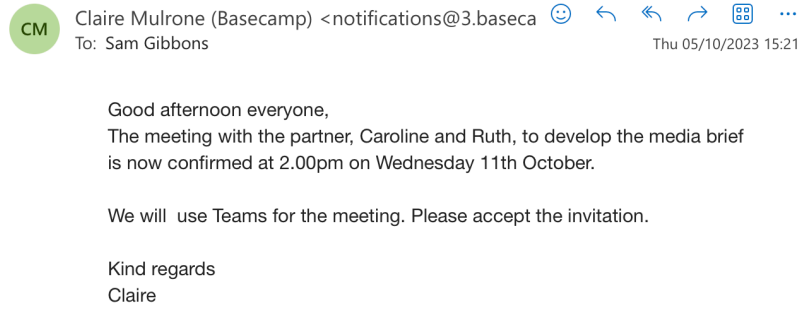 CM
Claire Mulrone (Basecamp) <notifications@3.baseca
To: Sam Gibbons
Thu 05/10/2023 15:21
Good afternoon everyone,
The meeting with the partner, Caroline and Ruth, to develop the media brief
is now confirmed at 2.00pm on Wednesday 11th October.
We will  use Teams for the meeting. Please accept the invitation.
Kind regards
Claire